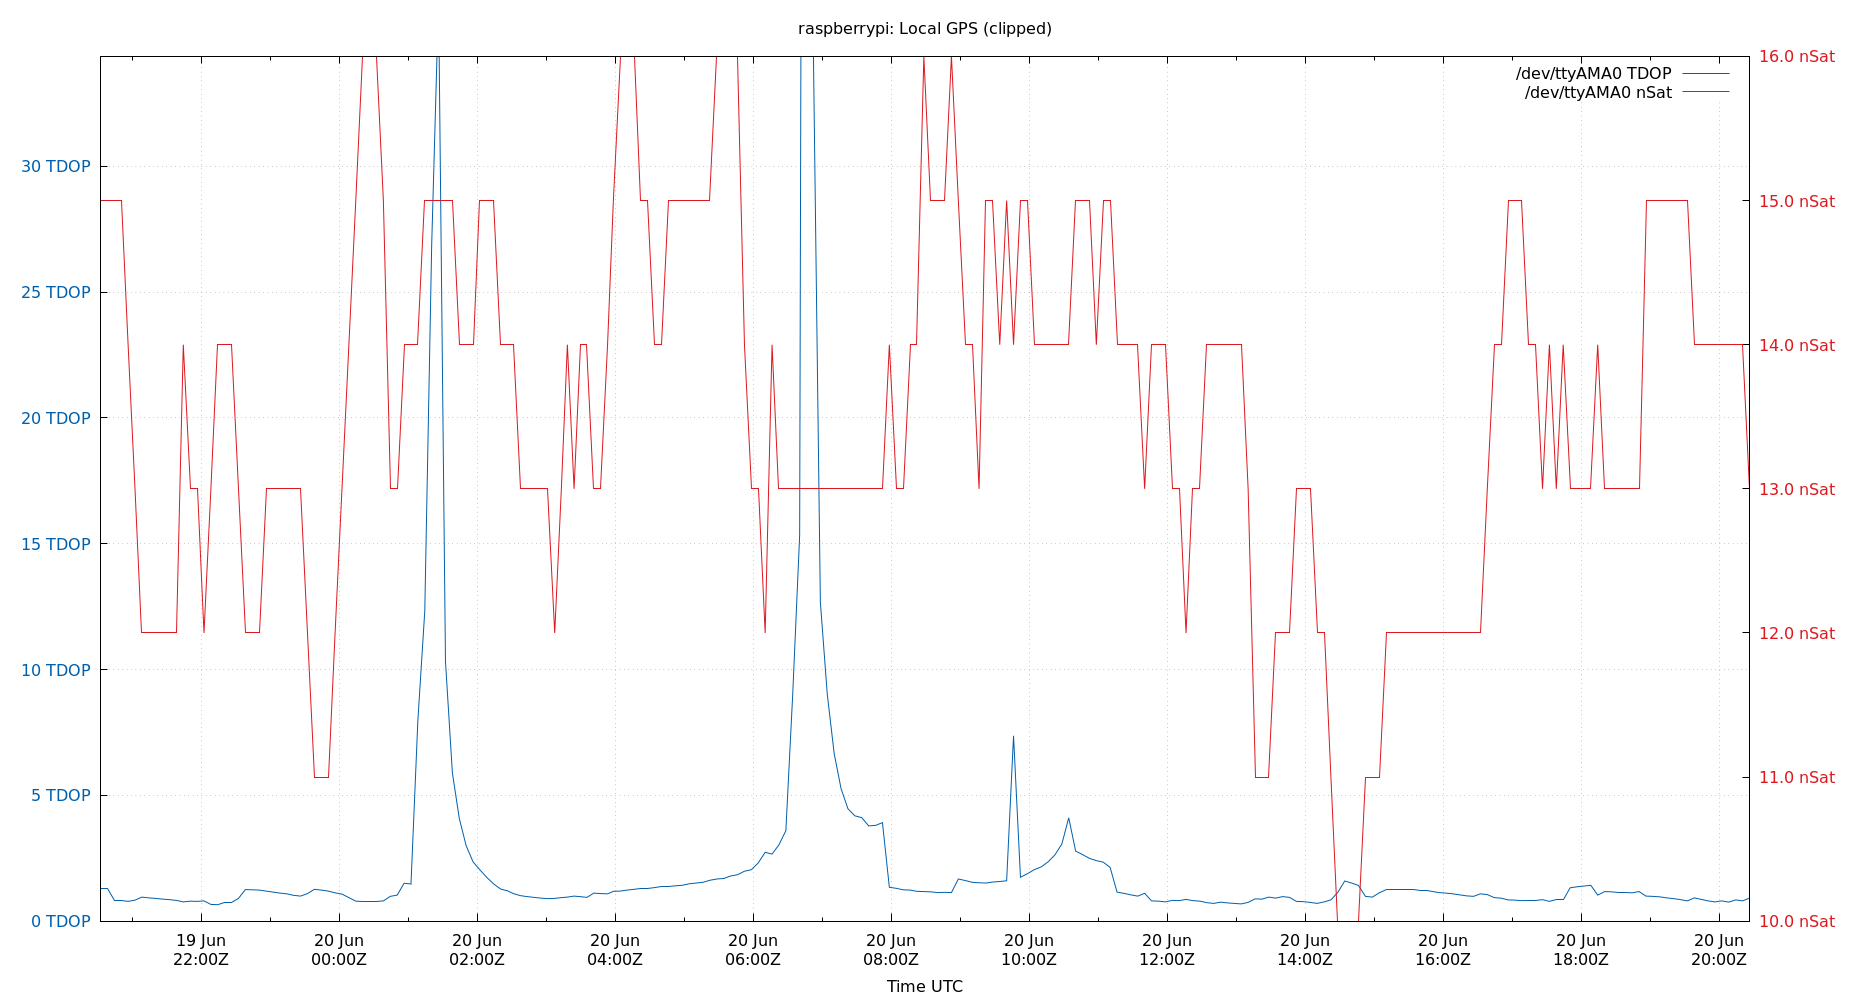 raspberrypi: Local GPS (clipped)
/dev/ttyAMA0 TDOP
/dev/ttyAMA0 nSat
30 TDOP
25 TDOP
20 TDOP
15 TDOP
10 TDOP
5 TDOP
0 TDOP
16.0 nSat
15.0 nSat
14.0 nSat
13.0 nSat
12.0 nSat
11.0 nSat
10.0 nSat
19 Jun 20 Jun 20 Jun 20 Jun 20 Jun 20 Jun 20 Jun 20 Jun 20 Jun 20 Jun 20 Jun 20 Jun
22:00Z 00:00Z 02:00Z 04:00Z 06:00Z 08:00Z 10:00Z 12:00Z 14:00Z 16:00Z 18:00Z 20:00Z
Time UTC